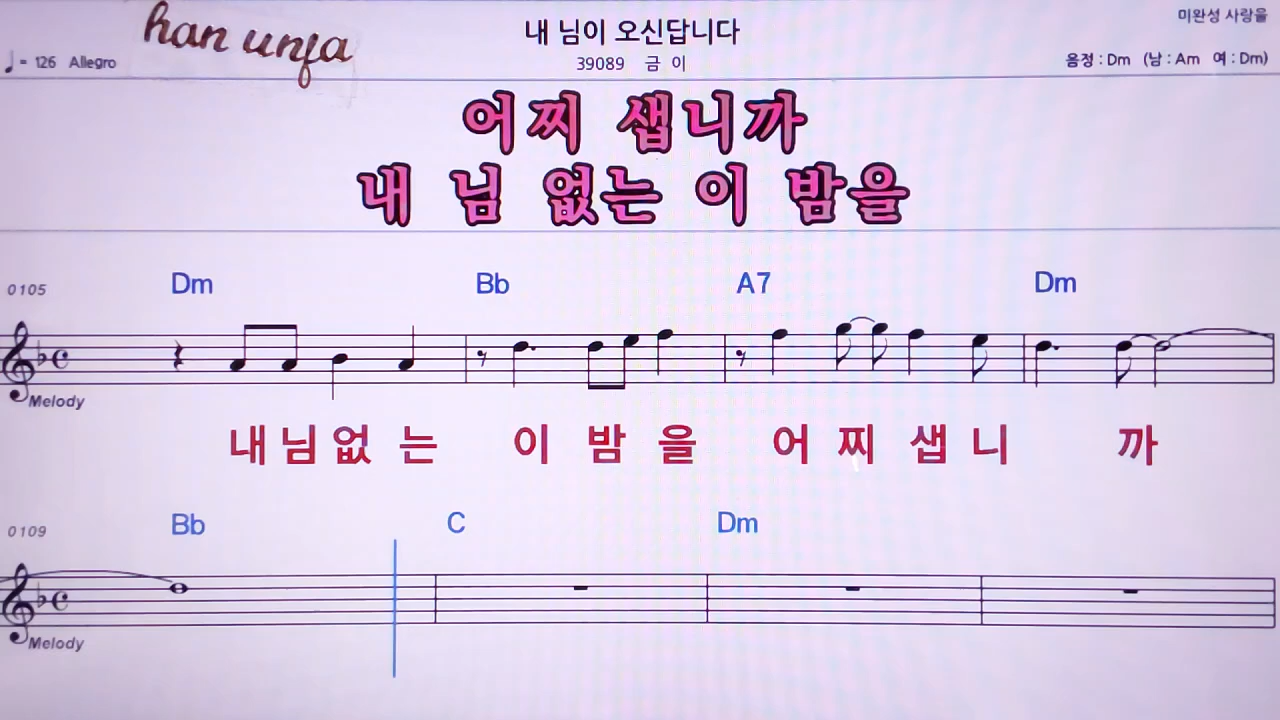 han unja
내 님이 오신답니다
미완성 사랑을
♩= 126 Allegro
39089 금 이
음정 : Dm (남 : Am 여 : Dm)
어찌 샙니까
내 님 없는 이 밤을
0105 Dm Bb A7 Dm
Melody
내님없 는 이 밤 을 어 찌 샙 니 까
0109 Bb C Dm
Melody